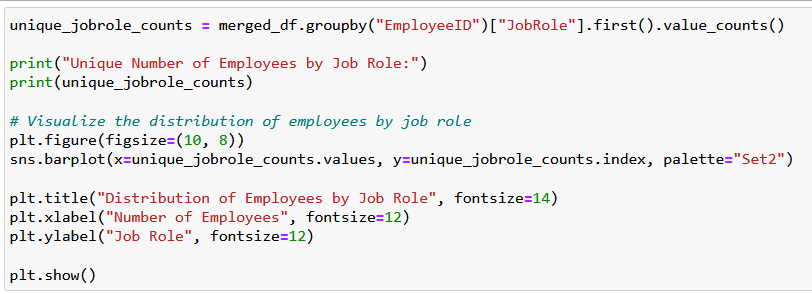 unique_jobrole_counts = merged_df.groupby("EmployeeID")["JobRole"].first().value_counts()
print("Unique Number of Employees by Job Role:")
print(unique_jobrole_counts)
# Visualize the distribution of employees by job role
plt.figure(figsize=(10, 8))
sns.barplot(x=unique_jobrole_counts.values, y=unique_jobrole_counts.index, palette="Set2")
plt.title("Distribution of Employees by Job Role", fontsize=14)
plt.xlabel("Number of Employees", fontsize=12)
plt.ylabel("Job Role", fontsize=12)
plt.show()